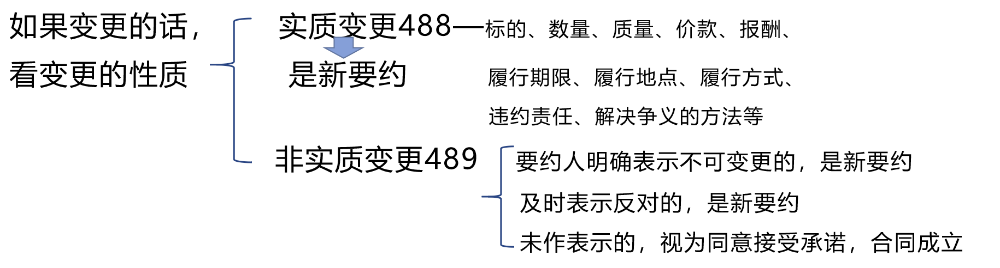 如果变更的话，
看变更的性质
实质变更488—标的、数量、质量、价款、报酬、
是新要约
履行期限、履行地点、履行方式、
违约责任、解决争义的方法等
非实质变更489
要约人明确表示不可变更的，是新要约
及时表示反对的，是新要约
未作表示的，视为同意接受承诺，合同成立